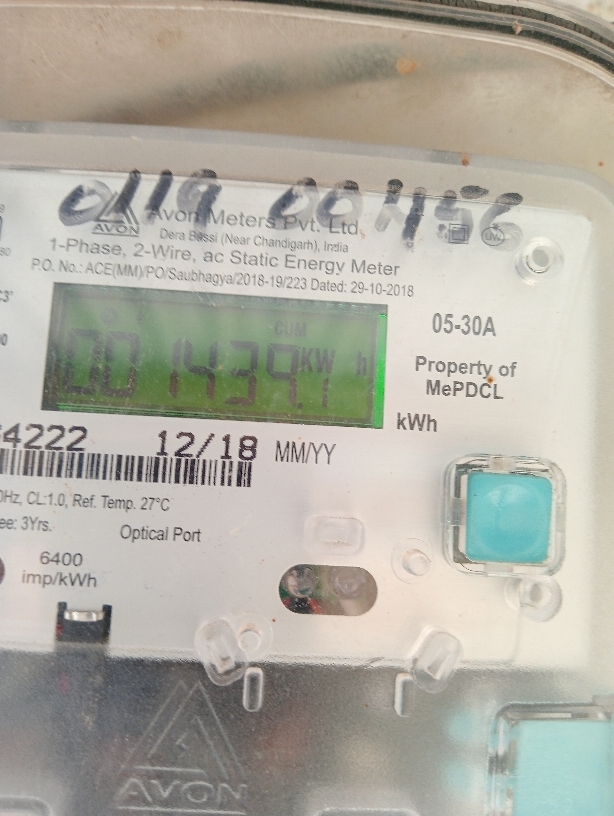 0119 001156
AVON
Avon Meters Pvt. Ltd.
Dera Bassi (Near Chandigarh), India
1-Phase, 2-Wire, ac Static Energy Meter
P.O. No.: ACE(MM)/PO/Saubhagya/2018-19/223 Dated: 29-10-2018
CUM
001439.1 KW h
05-30A
Property of
MePDCL
kWh
4222 12/18 MM/YY
0Hz, CL:1.0, Ref. Temp. 27°C
ee: 3Yrs.
Optical Port
6400
imp/kWh
AVON